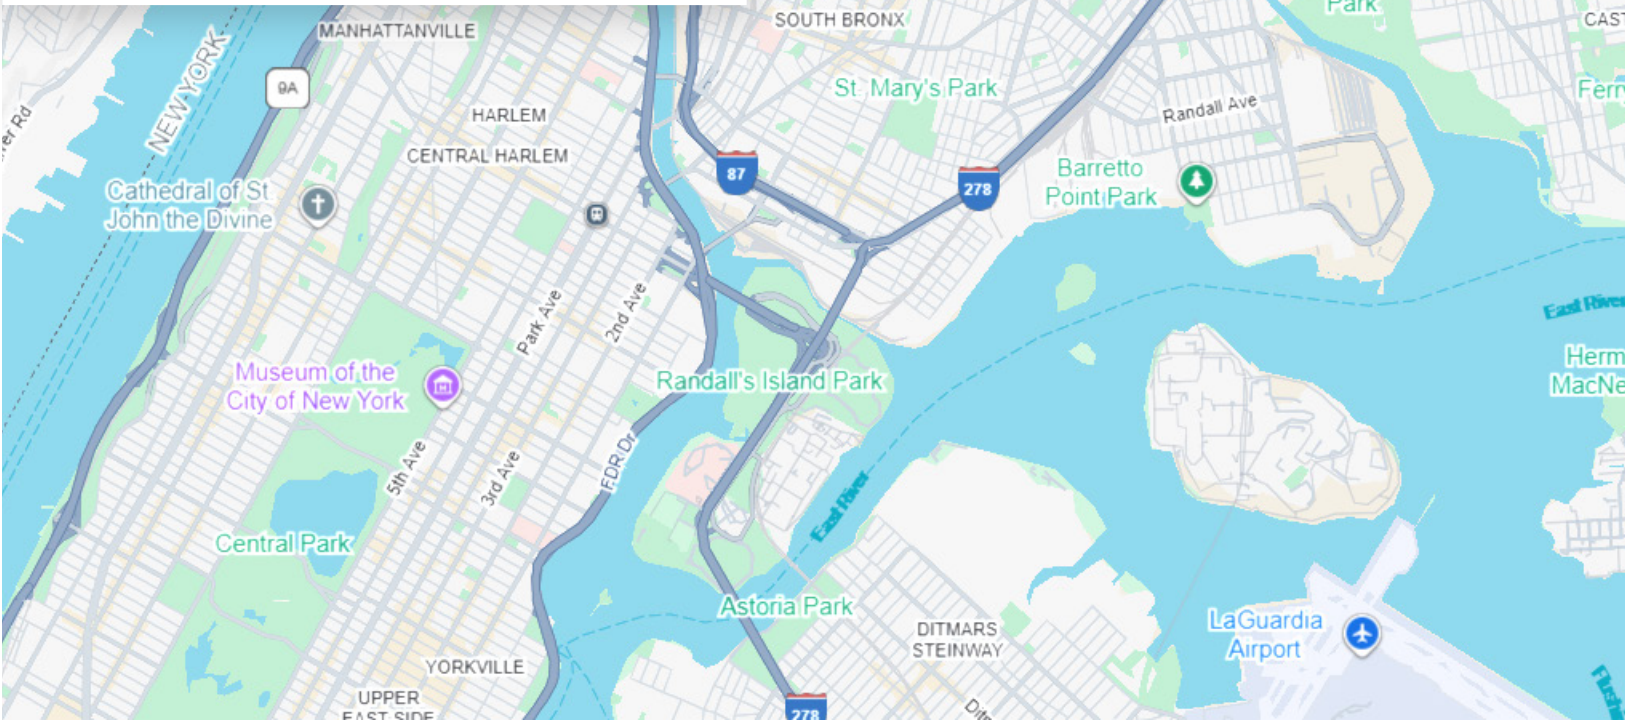 SOUTH BRONX
Park
MANHATTANVILLE
NEW YORK
9A
HARLEM
St. Mary's Park
Randall Ave
CENTRAL HARLEM
87
278
Barretto
Point Park
Cathedral of St.
John the Divine
Park Ave
2nd Ave
East River
Museum of the
City of New York
Randall's Island Park
5th Ave
3rd Ave
FDR Dr
East River
Central Park
Astoria Park
DITMARS
STEINWAY
LaGuardia
Airport
YORKVILLE
UPPER
EAST SIDE
278